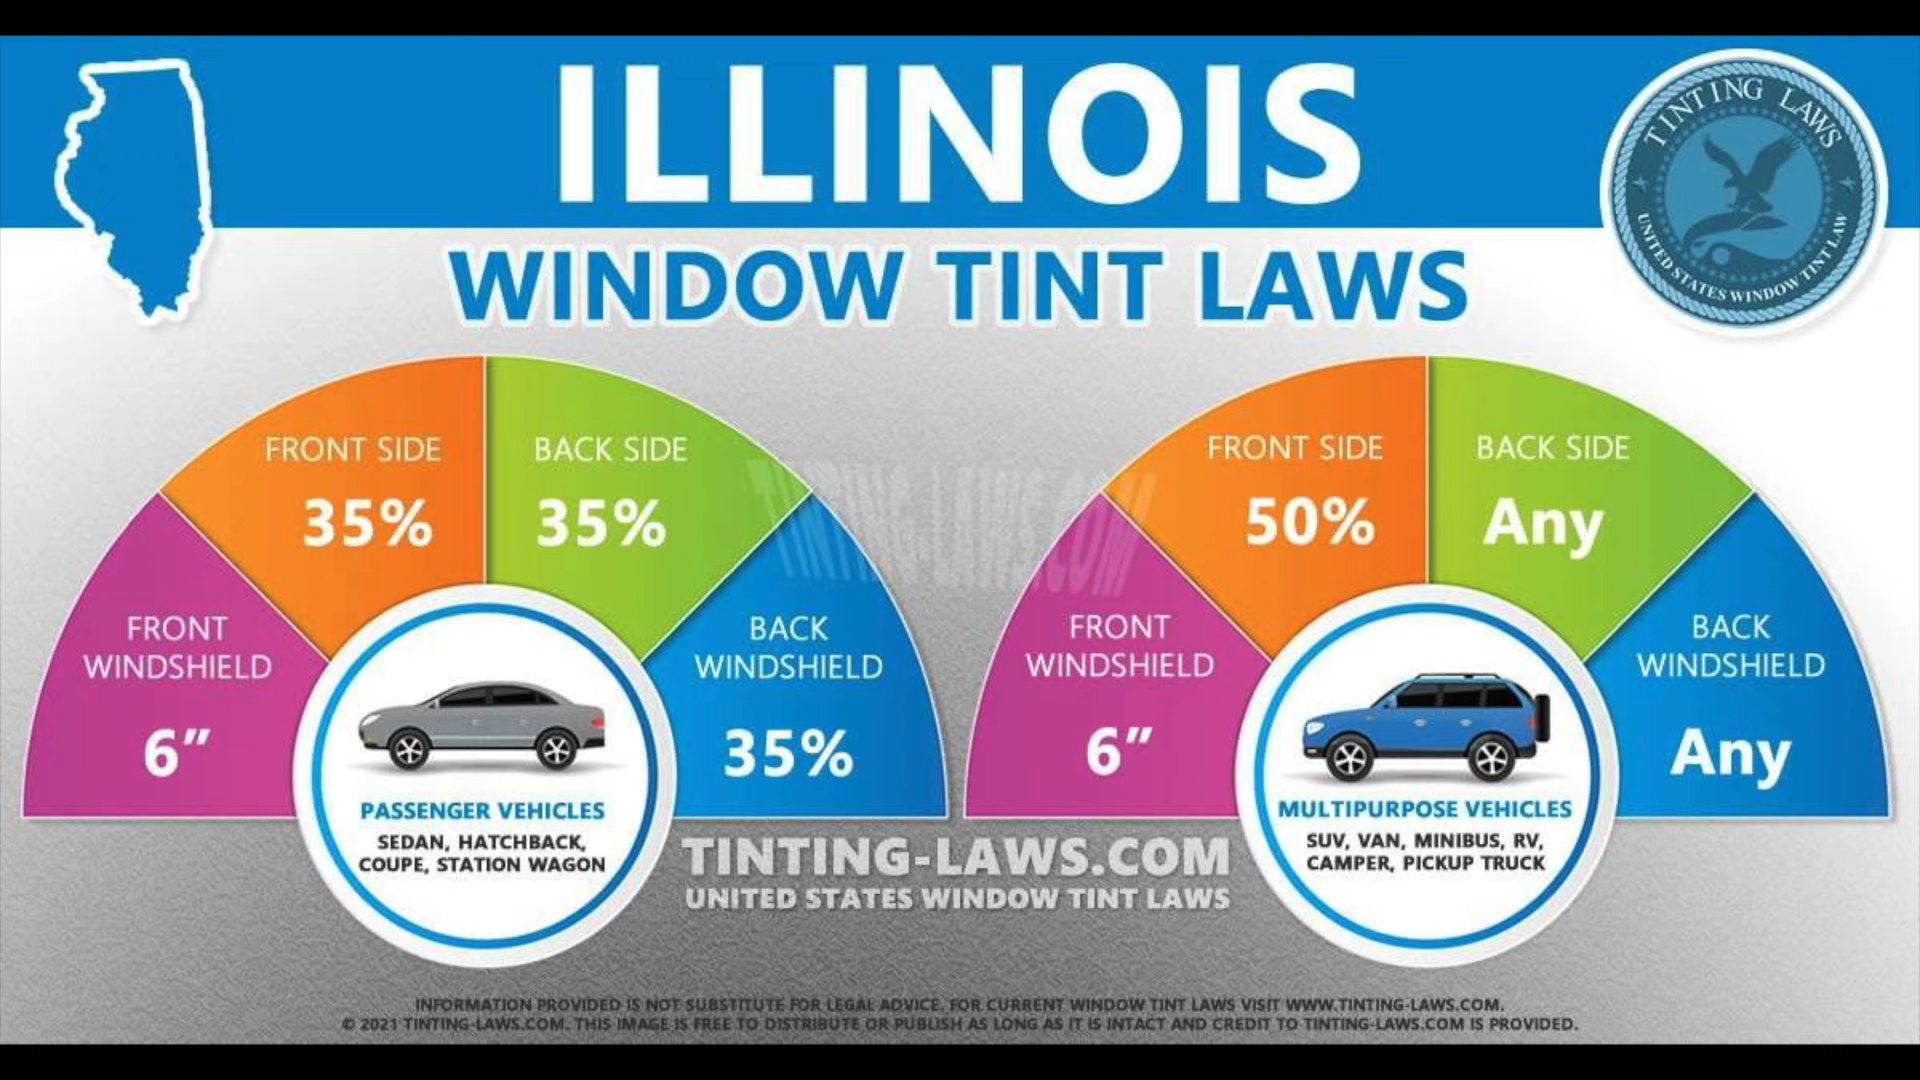 ILLINOIS
TINTING LAWS
UNITED STATES WINDOW TINT LAW
WINDOW TINT LAWS
FRONT SIDE
35%
BACK SIDE
35%
FRONT
WINDSHIELD
6”
BACK
WINDSHIELD
35%
PASSENGER VEHICLES
SEDAN, HATCHBACK,
COUPE, STATION WAGON
TINTING-LAWS.COM
FRONT SIDE
50%
BACK SIDE
Any
FRONT
WINDSHIELD
6”
BACK
WINDSHIELD
Any
MULTIPURPOSE VEHICLES
SUV, VAN, MINIBUS, RV,
CAMPER, PICKUP TRUCK
TINTING-LAWS.COM
UNITED STATES WINDOW TINT LAWS
INFORMATION PROVIDED IS NOT SUBSTITUTE FOR LEGAL ADVICE. FOR CURRENT WINDOW TINT LAWS VISIT WWW.TINTING-LAWS.COM.
© 2021 TINTING-LAWS.COM. THIS IMAGE IS FREE TO DISTRIBUTE OR PUBLISH AS LONG AS IT IS INTACT AND CREDIT TO TINTING-LAWS.COM IS PROVIDED.